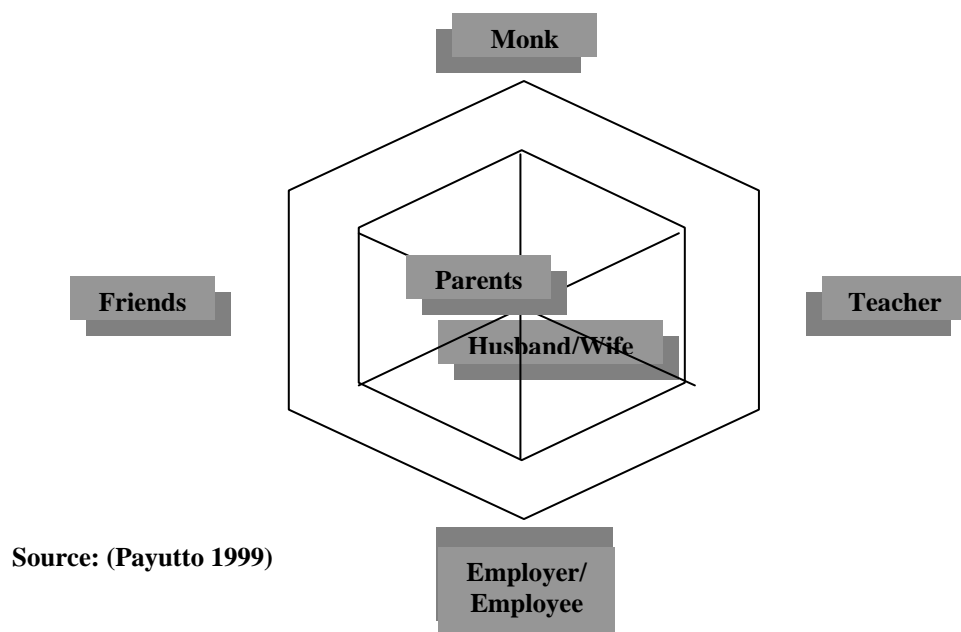 Monk
Parents
Friends
Teacher
Husband/Wife
Source: (Payutto 1999)
Employer/
Employee